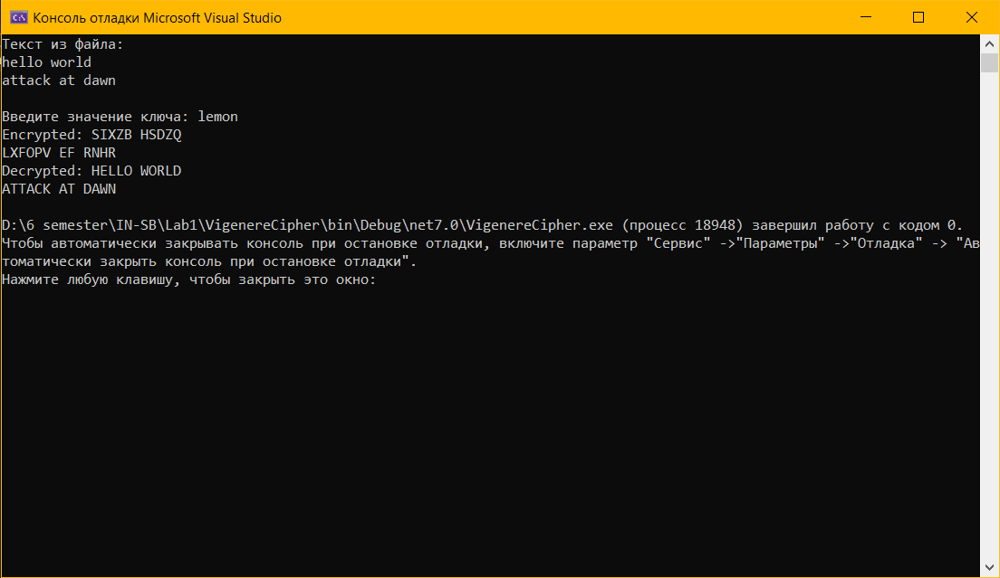 Консоль отладки Microsoft Visual Studio
Текст из файла:
hello world
attack at dawn
Введите значение ключа: lemon
Encrypted: SIXZB HSDZQ
LXFOPV EF RNHR
Decrypted: HELLO WORLD
ATTACK AT DAWN
D:\6 semester\IN-SB\Lab1\VigenereCipher\bin\Debug\net7.0\VigenereCipher.exe (процесс 18948) завершил работу с кодом 0.
Чтобы автоматически закрывать консоль при остановке отладки, включите параметр "Сервис" ->"Параметры" ->"Отладка" -> "Ав
томатически закрыть консоль при остановке отладки".
Нажмите любую клавишу, чтобы закрыть это окно: